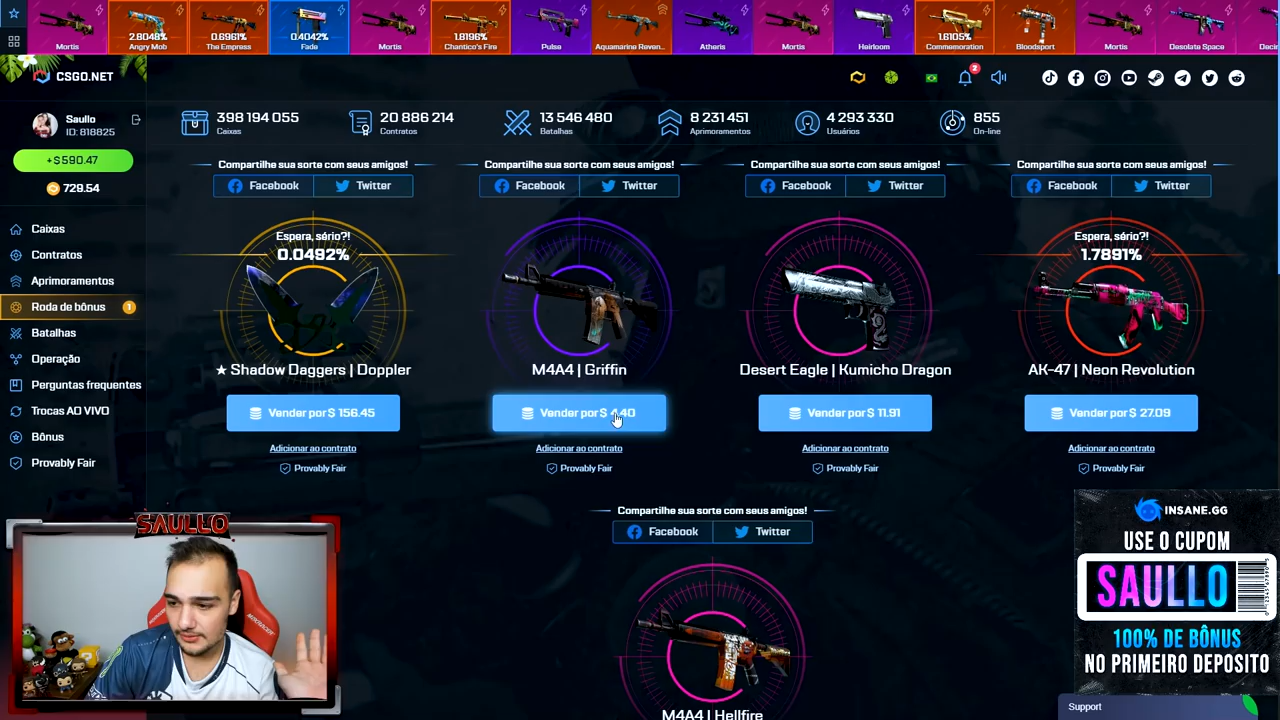 Mortis
2.8048%
Angry Mob
0.6961%
The Empress
0.4042%
Fade
Mortis
1.8196%
Chantico's Fire
Pulse
Aquamarine Reven...
Atheris
Mortis
Heirloom
1.6105%
Commemoration
Bloodsport
Mortis
Desolate Space
CSGO.NET
2
Saullo
ID: 818825
+$590.47
729.54
398 194 055
Caixas
20 886 214
Contratos
13 546 480
Batalhas
8 231 451
Aprimoramentos
4 293 330
Usuários
855
On-line
Caixas
Contratos
Aprimoramentos
Roda de bônus 1
Batalhas
Operação
Perguntas frequentes
Trocas AO VIVO
Bônus
Provably Fair
Compartilhe sua sorte com seus amigos!
Facebook Twitter
Espera, sério?!
0.0492%
★ Shadow Daggers | Doppler
Vender por $ 156.45
Adicionar ao contrato
Provably Fair
Compartilhe sua sorte com seus amigos!
Facebook Twitter
M4A4 | Griffin
Vender por $ 4.40
Adicionar ao contrato
Provably Fair
Compartilhe sua sorte com seus amigos!
Facebook Twitter
Desert Eagle | Kumicho Dragon
Vender por $ 11.91
Adicionar ao contrato
Provably Fair
Compartilhe sua sorte com seus amigos!
Facebook Twitter
Espera, sério?!
1.7891%
AK-47 | Neon Revolution
Vender por $ 27.09
Adicionar ao contrato
Provably Fair
Compartilhe sua sorte com seus amigos!
Facebook Twitter
M4A4 | Hellfire
SAULLO
INSANE.GG
USE O CUPOM
SAULLO
100% DE BÔNUS
NO PRIMEIRO DEPOSITO
Support